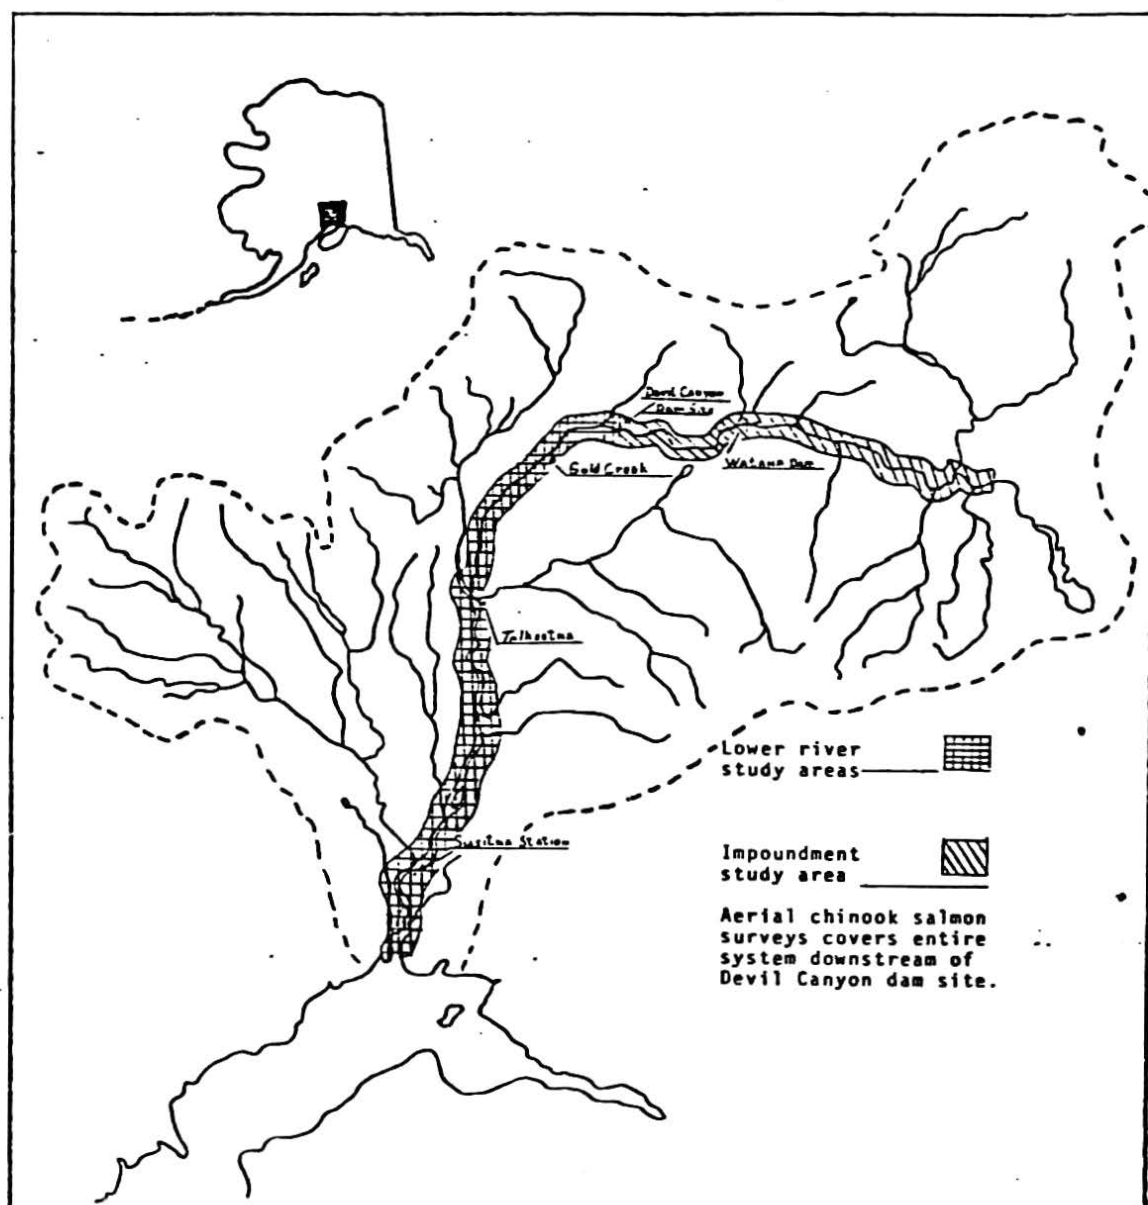 Devil Canyon
Dam Site
Gold Creek
Watana Dam
Talkeetna
Susitna Station
Lower river
study areas
Impoundment
study area
Aerial chinook salmon
surveys covers entire
system downstream of
Devil Canyon dam site.